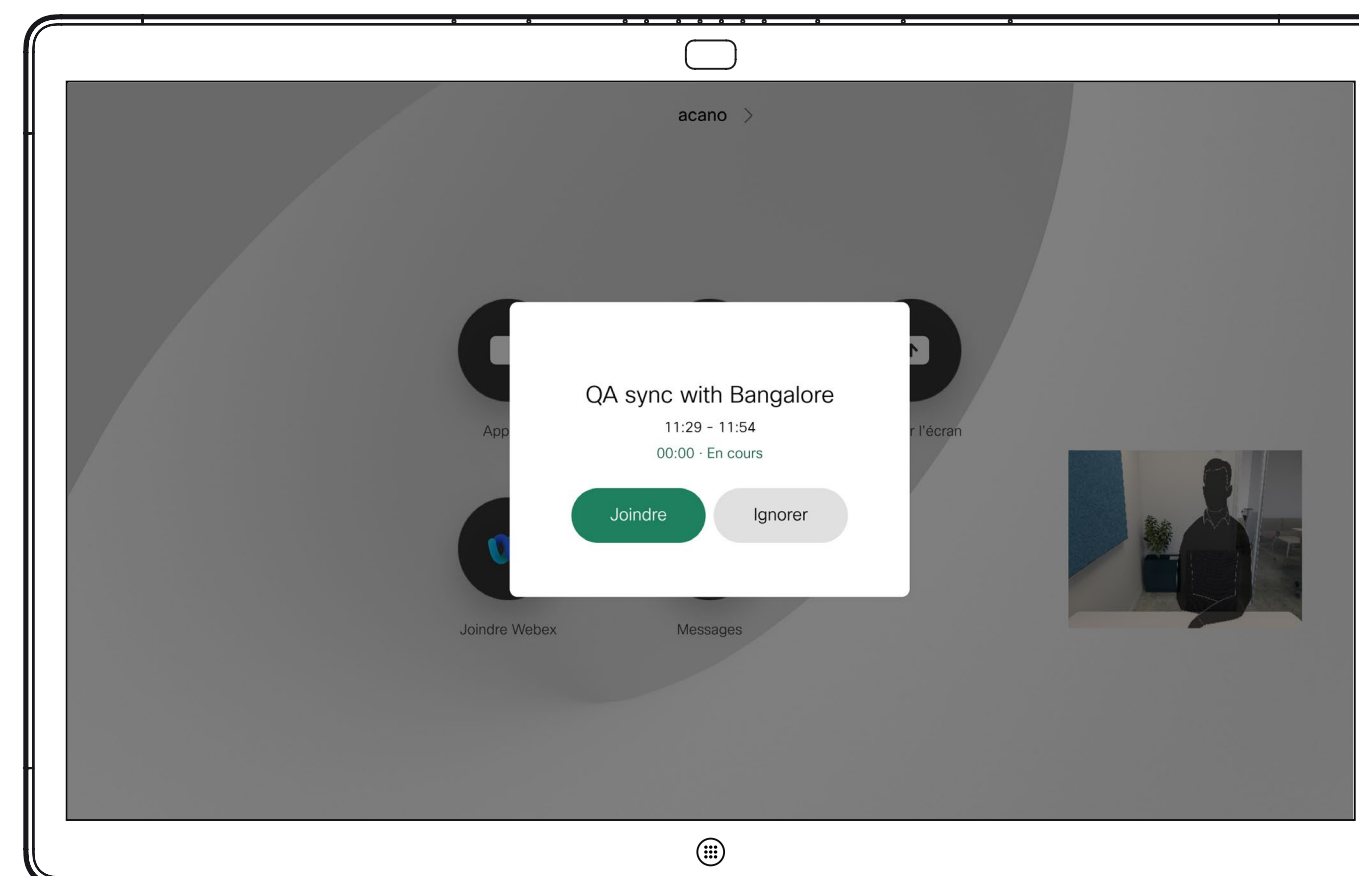 acano
QA sync with Bangalore
11:29 - 11:54
00:00 · En cours
App
r l'écran
Joindre
Ignorer
Joindre Webex
Messages